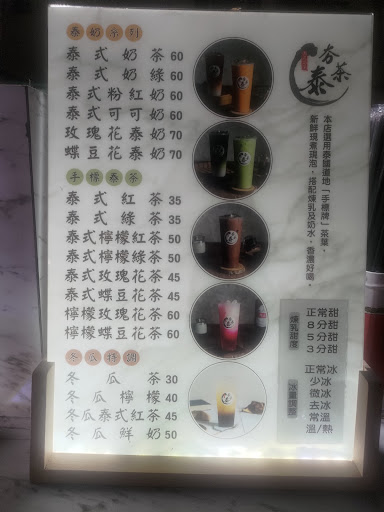 泰奶系列
泰式奶茶 60
泰式奶綠 60
泰式粉紅奶 60
泰式可可奶 60
玫瑰花泰奶 70
蝶豆花泰奶 70
手標泰茶
泰式紅茶 35
泰式綠茶 35
泰式檸檬紅茶 50
泰式檸檬綠茶 50
泰式玫瑰花茶 45
泰式蝶豆花茶 45
檸檬玫瑰花茶 60
檸檬蝶豆花茶 60
冬瓜特調
冬瓜茶 30
冬瓜檸檬 40
冬瓜泰式紅茶 45
冬瓜鮮奶 50
夯茶
泰
本店選用泰國道地「手標牌」茶葉、
新鮮現煮現泡，搭配煉乳及奶水，香濃好喝。
煉乳甜度
正常甜
8分甜
5分甜
3分甜
冰量調整
正常冰
少冰
微冰
去冰
常溫
溫/熱